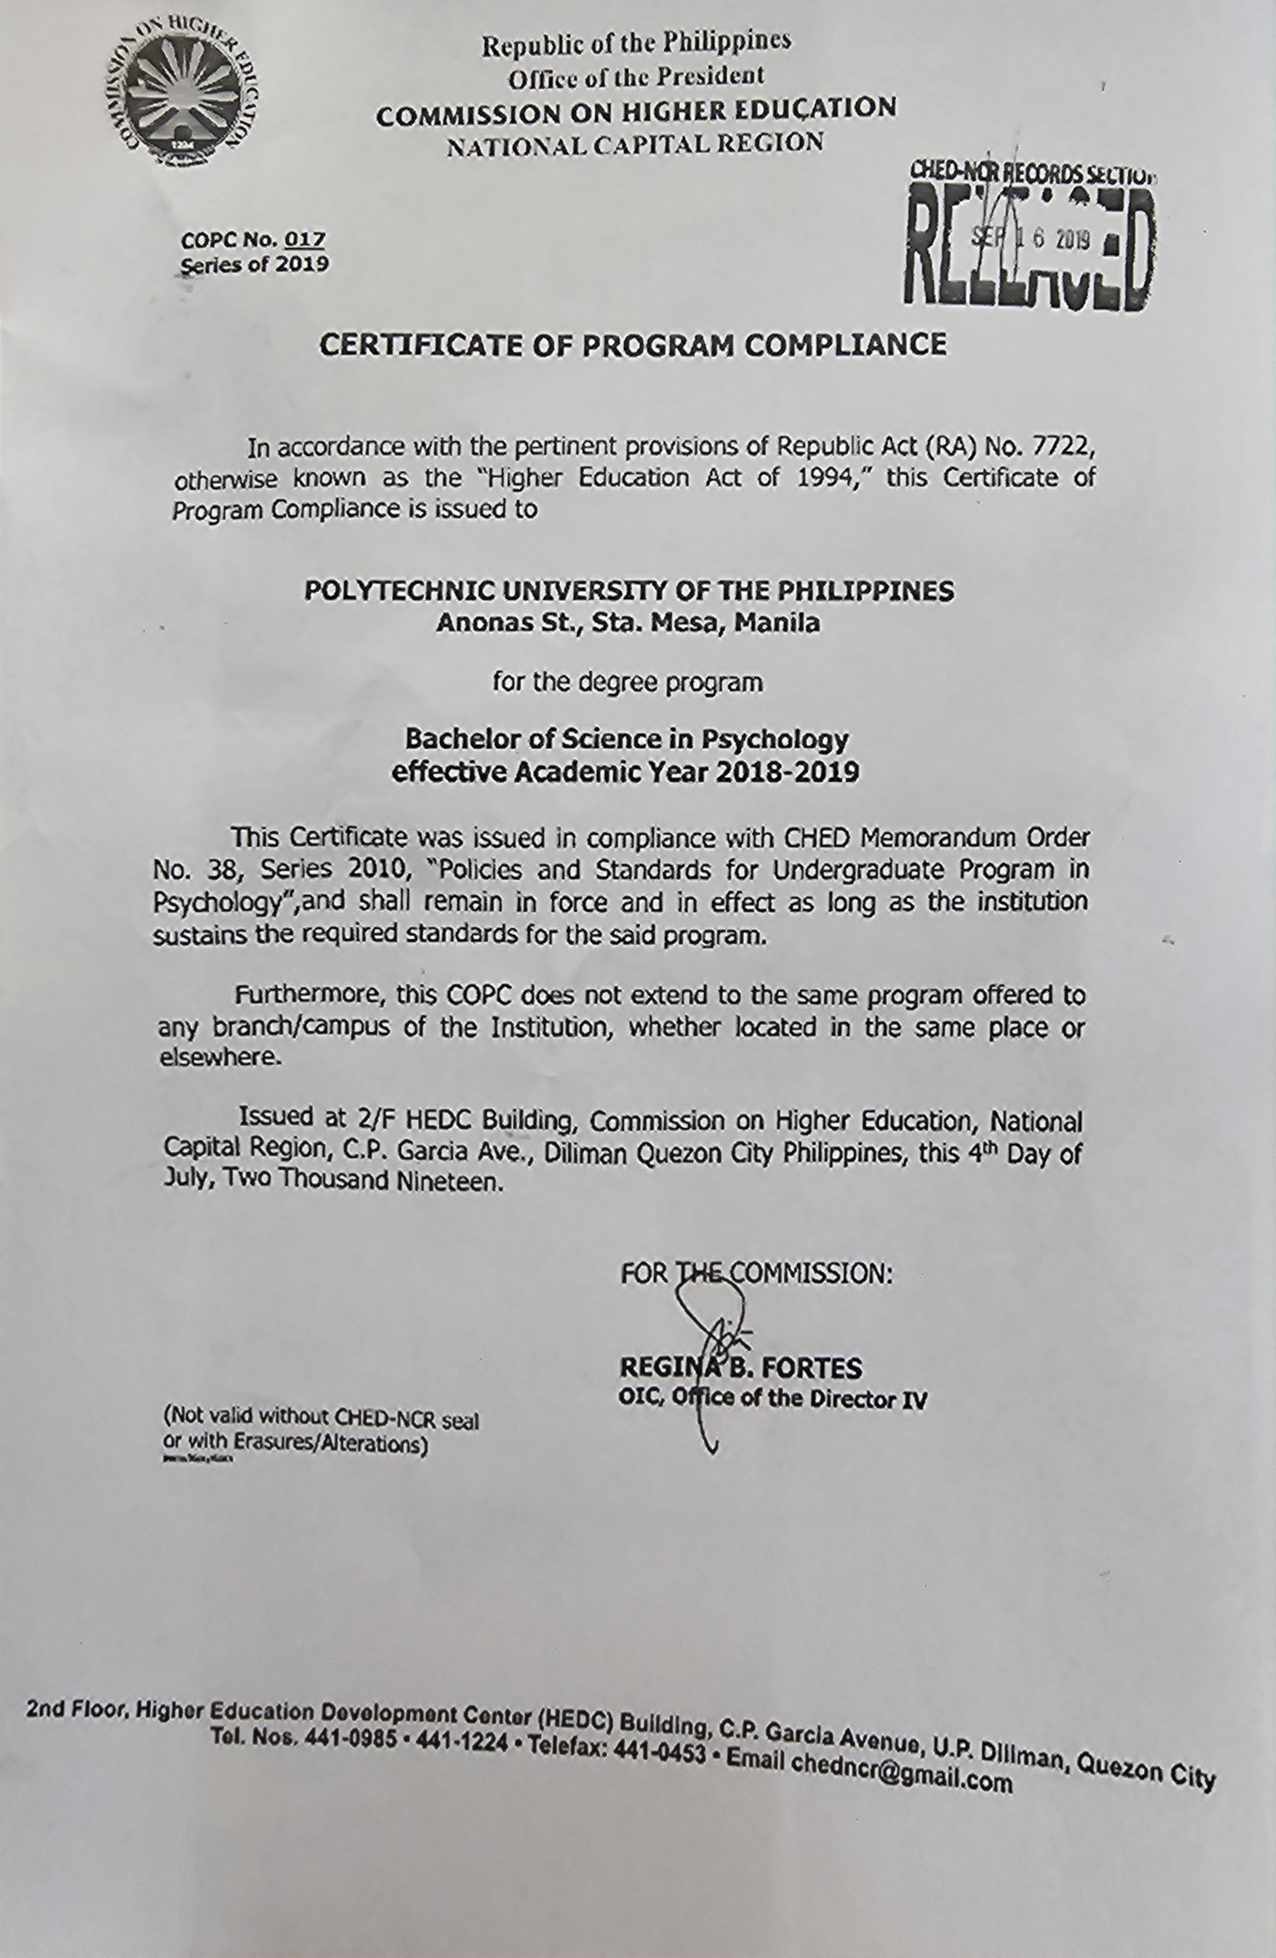 COMMISSION ON HIGHER EDUCATION
1994
Republic of the Philippines
Office of the President
COMMISSION ON HIGHER EDUCATION
NATIONAL CAPITAL REGION
CHED-NCR RECORDS SECTION
RELEASED
SEP 16 2019
COPC No. 017
Series of 2019
CERTIFICATE OF PROGRAM COMPLIANCE
In accordance with the pertinent provisions of Republic Act (RA) No. 7722,
otherwise known as the "Higher Education Act of 1994," this Certificate of
Program Compliance is issued to
POLYTECHNIC UNIVERSITY OF THE PHILIPPINES
Anonas St., Sta. Mesa, Manila
for the degree program
Bachelor of Science in Psychology
effective Academic Year 2018-2019
This Certificate was issued in compliance with CHED Memorandum Order
No. 38, Series 2010, "Policies and Standards for Undergraduate Program in
Psychology",and shall remain in force and in effect as long as the institution
sustains the required standards for the said program.
Furthermore, this COPC does not extend to the same program offered to
any branch/campus of the Institution, whether located in the same place or
elsewhere.
Issued at 2/F HEDC Building, Commission on Higher Education, National
Capital Region, C.P. Garcia Ave., Diliman Quezon City Philippines, this 4th Day of
July, Two Thousand Nineteen.
FOR THE COMMISSION:
REGINA B. FORTES
OIC, Office of the Director IV
(Not valid without CHED-NCR seal
or with Erasures/Alterations)
2nd Floor, Higher Education Development Center (HEDC) Building, C.P. Garcia Avenue, U.P. Diliman, Quezon City
Tel. Nos. 441-0985 • 441-1224 • Telefax: 441-0453 • Email chedncr@gmail.com